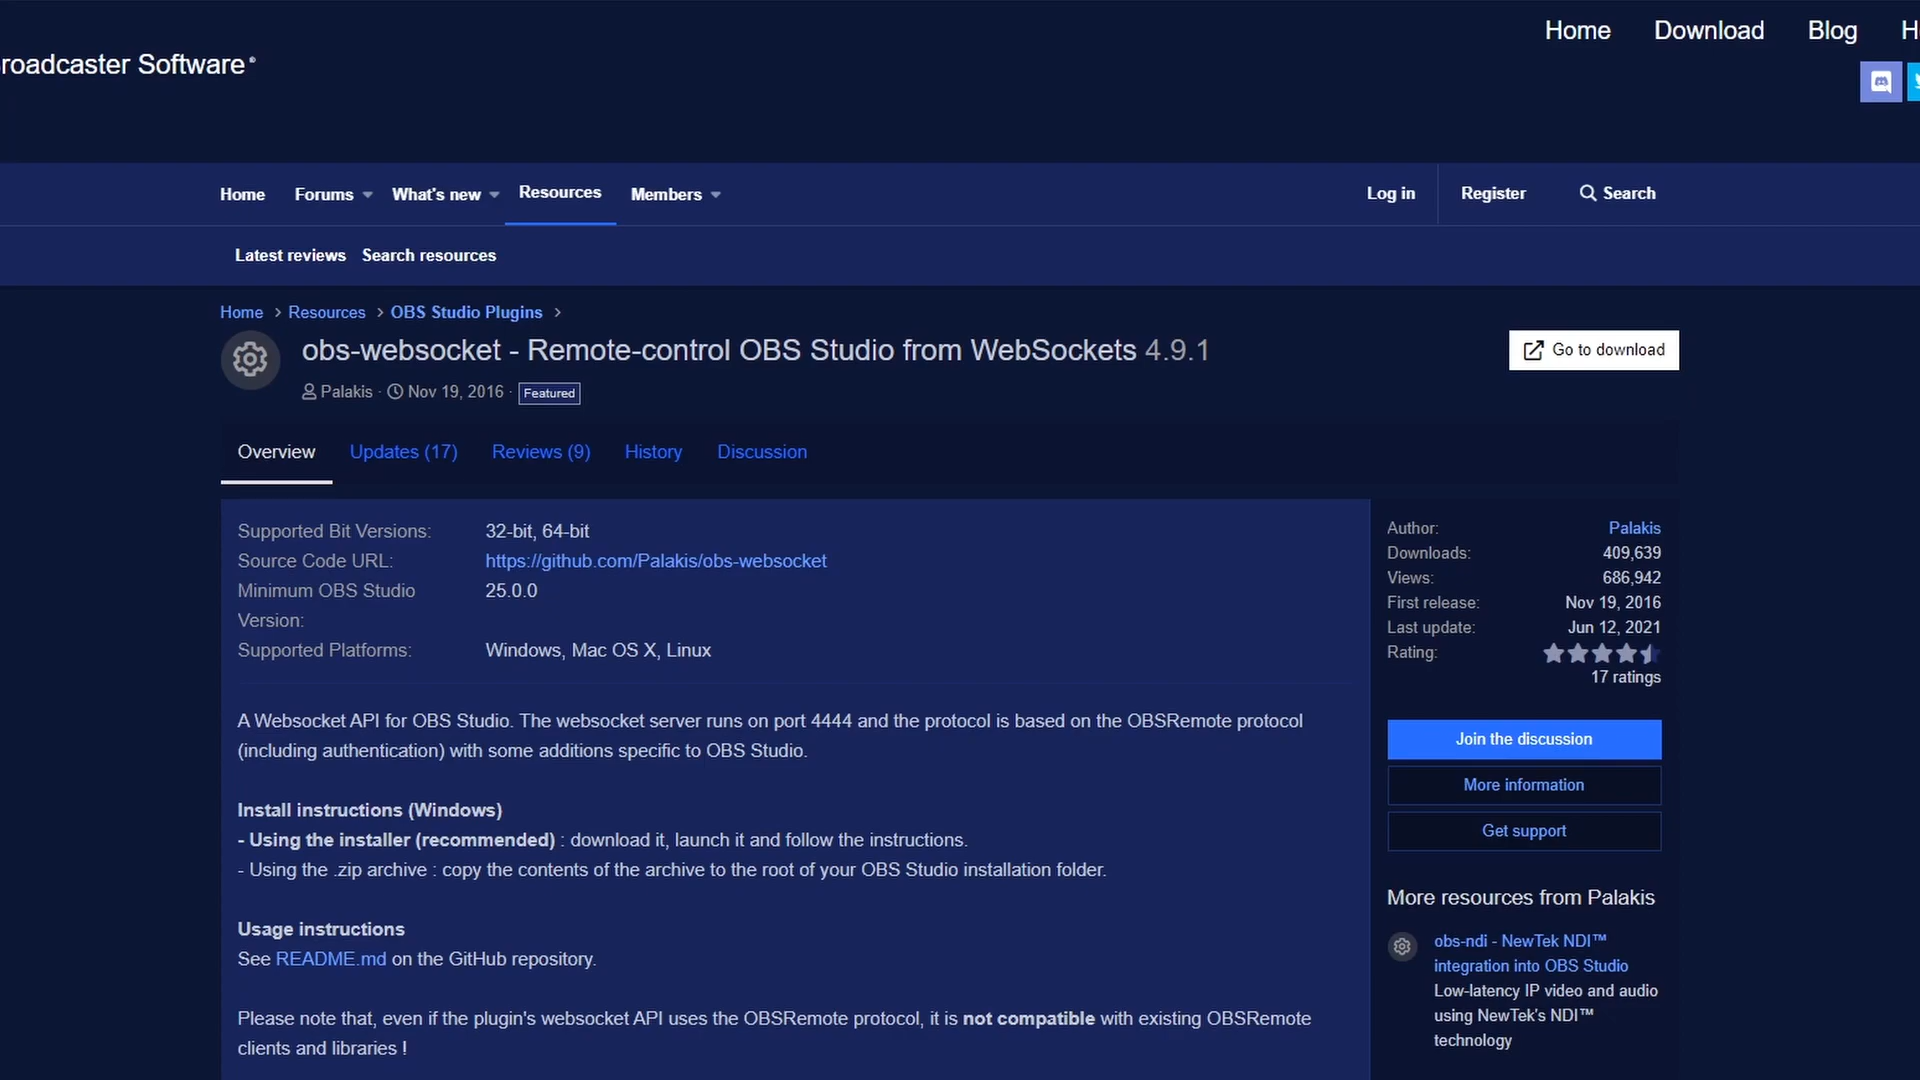 Home Download Blog
roadcaster Software
Home Forums What's new Resources Members Log in Register Search
Latest reviews Search resources
Home > Resources > OBS Studio Plugins >
obs-websocket - Remote-control OBS Studio from WebSockets 4.9.1
Go to download
Palakis · Nov 19, 2016 · Featured
Overview Updates (17) Reviews (9) History Discussion
Supported Bit Versions: 32-bit, 64-bit
Source Code URL: https://github.com/Palakis/obs-websocket
Minimum OBS Studio 25.0.0
Version:
Supported Platforms: Windows, Mac OS X, Linux
A Websocket API for OBS Studio. The websocket server runs on port 4444 and the protocol is based on the OBSRemote protocol
(including authentication) with some additions specific to OBS Studio.
Install instructions (Windows)
- Using the installer (recommended) : download it, launch it and follow the instructions.
- Using the .zip archive : copy the contents of the archive to the root of your OBS Studio installation folder.
Usage instructions
See README.md on the GitHub repository.
Please note that, even if the plugin's websocket API uses the OBSRemote protocol, it is not compatible with existing OBSRemote
clients and libraries !
Author: Palakis
Downloads: 409,639
Views: 686,942
First release: Nov 19, 2016
Last update: Jun 12, 2021
Rating:
17 ratings
Join the discussion
More information
Get support
More resources from Palakis
obs-ndi - NewTek NDI™
integration into OBS Studio
Low-latency IP video and audio
using NewTek's NDI™
technology